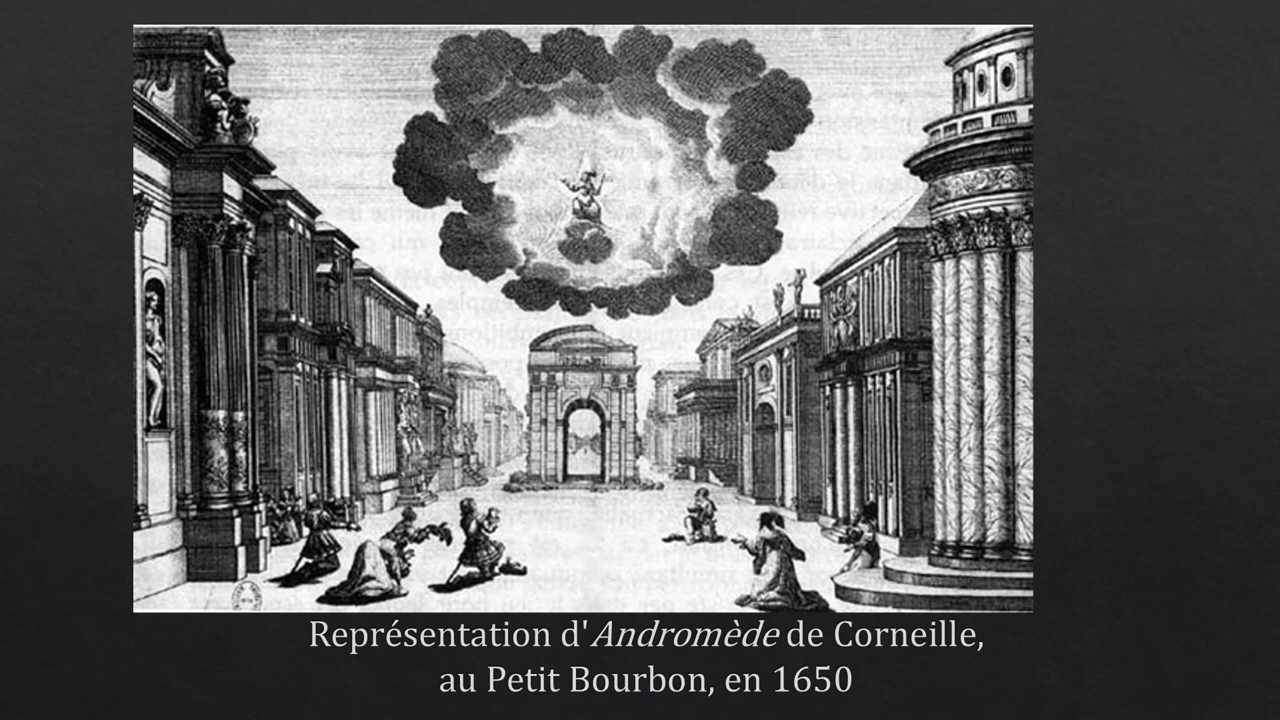 Représentation d'Andromède de Corneille,
au Petit Bourbon, en 1650